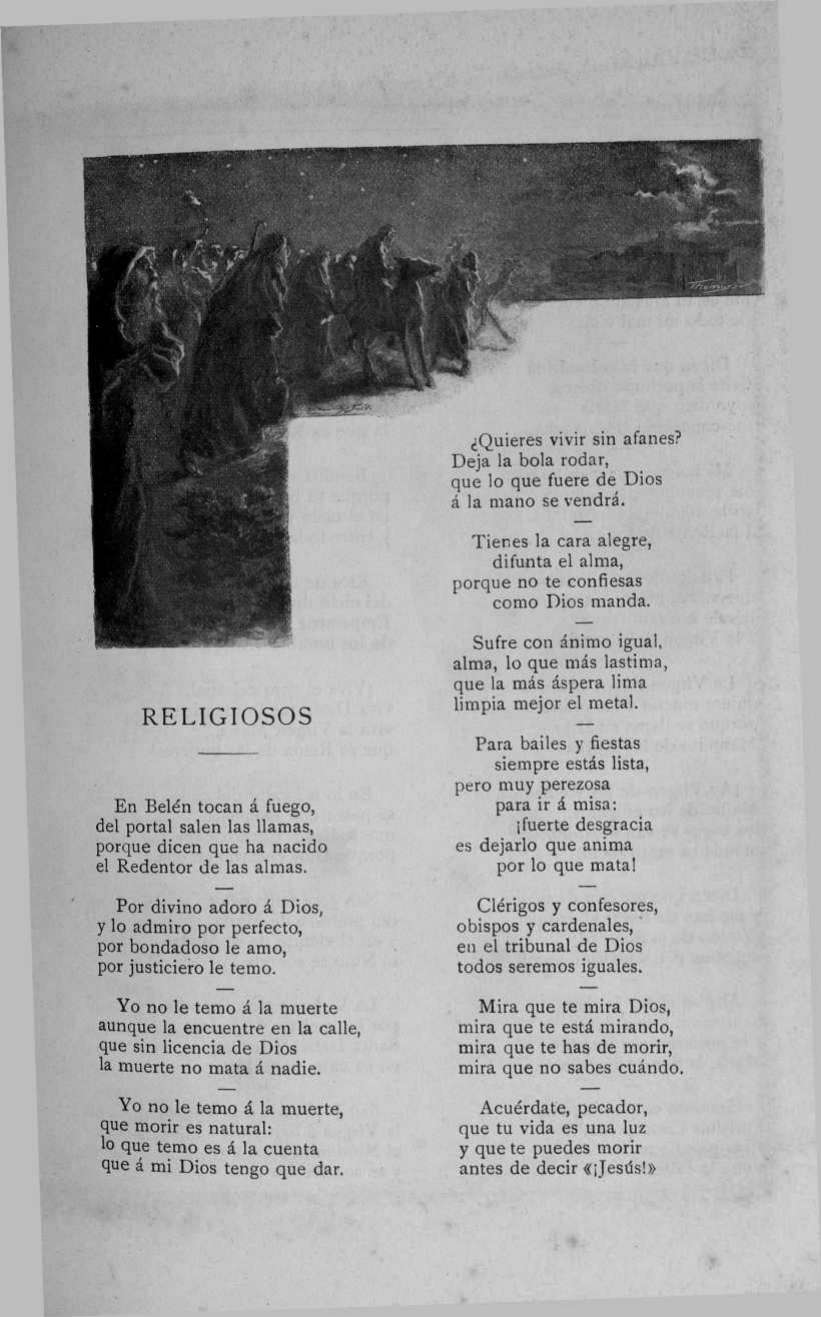 RELIGIOSOS
En Belén tocan á fuego,
del portal salen las llamas,
porque dicen que ha nacido
el Redentor de las almas.
Por divino adoro á Dios,
y lo admiro por perfecto,
por bondadoso le amo,
por justiciero le temo.
Yo no le temo á la muerte
aunque la encuentre en la calle,
que sin licencia de Dios
la muerte no mata á nadie.
Yo no le temo á la muerte,
que morir es natural:
lo que temo es á la cuenta
que á mi Dios tengo que dar.
¿Quieres vivir sin afanes?
Deja la bola rodar,
que lo que fuere de Dios
á la mano se vendrá.
Tienes la cara alegre,
difunta el alma,
porque no te confiesas
como Dios manda.
Sufre con ánimo igual,
alma, lo que más lastima,
que la más áspera lima
limpia mejor el metal.
Para bailes y fiestas
siempre estás lista,
pero muy perezosa
para ir á misa:
¡fuerte desgracia
es dejarlo que anima
por lo que mata!
Clérigos y confesores,
obispos y cardenales,
en el tribunal de Dios
todos seremos iguales.
Mira que te mira Dios,
mira que te está mirando,
mira que te has de morir,
mira que no sabes cuándo.
Acuérdate, pecador,
que tu vida es una luz
y que te puedes morir
antes de decir «¡Jesús!»